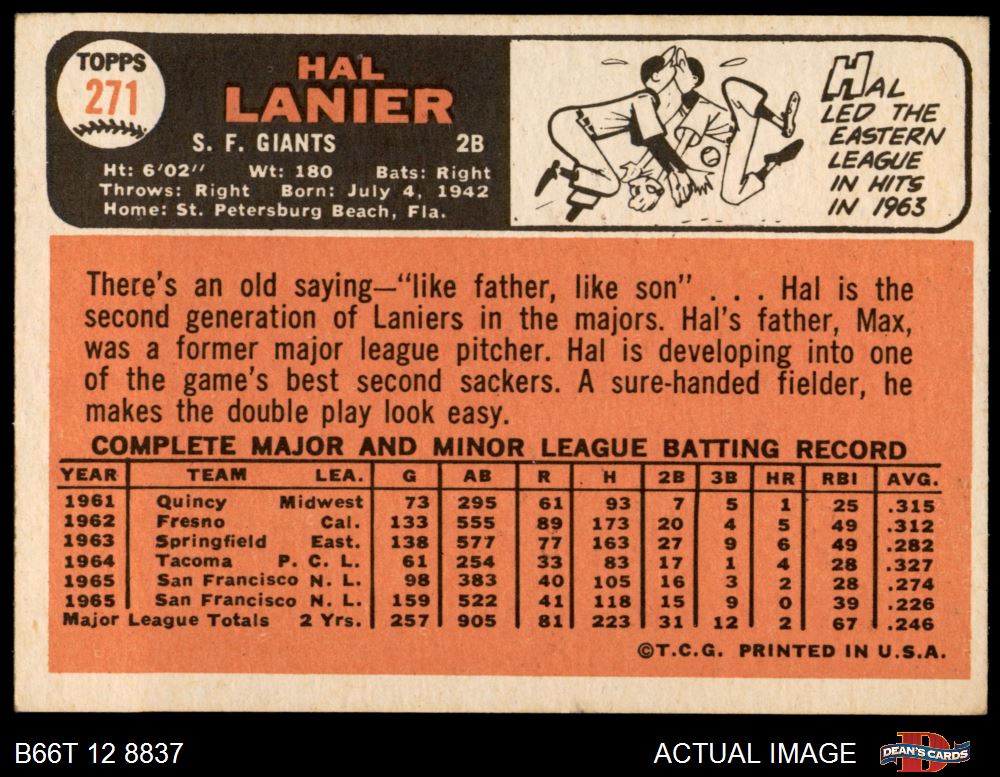 TOPPS
271
HAL
LANIER
S. F. GIANTS 2B
Ht: 6'02" Wt: 180 Bats: Right
Throws: Right Born: July 4, 1942
Home: St. Petersburg Beach, Fla.
HAL
LED THE
EASTERN
LEAGUE
IN HITS
IN 1963
There's an old saying—"like father, like son" . . . Hal is the
second generation of Laniers in the majors. Hal's father, Max,
was a former major league pitcher. Hal is developing into one
of the game's best second sackers. A sure-handed fielder, he
makes the double play look easy.
COMPLETE MAJOR AND MINOR LEAGUE BATTING RECORD
YEAR TEAM LEA. G AB R H 2B 3B HR RBI AVG.
1961 Quincy Midwest 73 295 61 93 7 5 1 25 .315
1962 Fresno Cal. 133 555 89 173 20 4 5 49 .312
1963 Springfield East. 138 577 77 163 27 9 6 49 .282
1964 Tacoma P. C. L. 61 254 33 83 17 1 4 28 .327
1965 San Francisco N. L. 98 383 40 105 16 3 2 28 .274
1965 San Francisco N. L. 159 522 41 118 15 9 0 39 .226
Major League Totals 2 Yrs. 257 905 81 223 31 12 2 67 .246
©T.C.G. PRINTED IN U.S.A.
B66T 12 8837 ACTUAL IMAGE DEAN'S CARDS